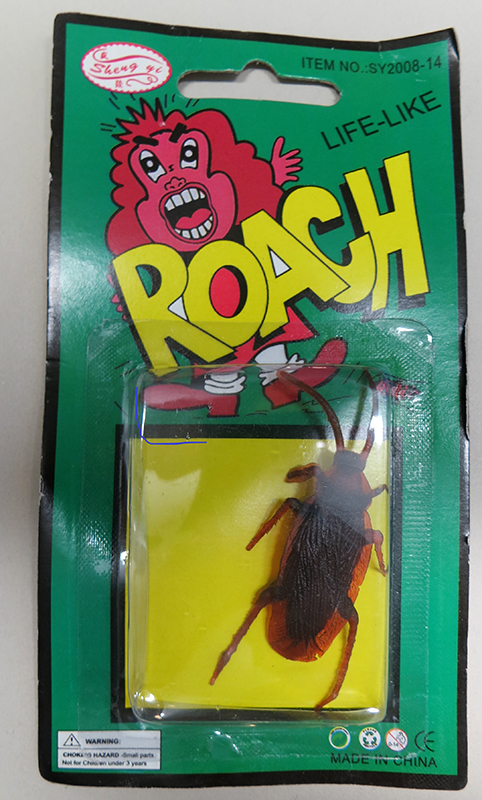 Sheng yi
ITEM NO.:SY2008-14
LIFE-LIKE
ROACH
WARNING:
CHOKING HAZARD -Small parts.
Not for Children under 3 years
CE
MADE IN CHINA